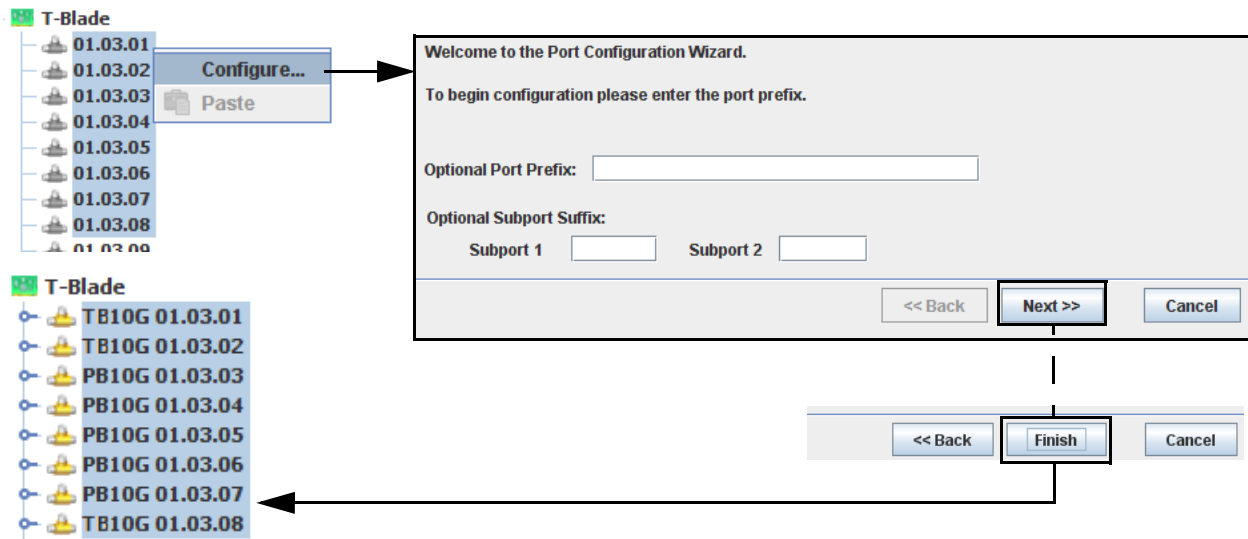 T-Blade
01.03.01
01.03.02
01.03.03
01.03.04
01.03.05
01.03.06
01.03.07
01.03.08
01.03.09
Configure...
Paste
Welcome to the Port Configuration Wizard.
To begin configuration please enter the port prefix.
Optional Port Prefix:
Optional Subport Suffix:
Subport 1 Subport 2
<< Back Next >> Cancel
<< Back Finish Cancel
T-Blade
TB10G 01.03.01
TB10G 01.03.02
PB10G 01.03.03
PB10G 01.03.04
PB10G 01.03.05
PB10G 01.03.06
PB10G 01.03.07
TB10G 01.03.08